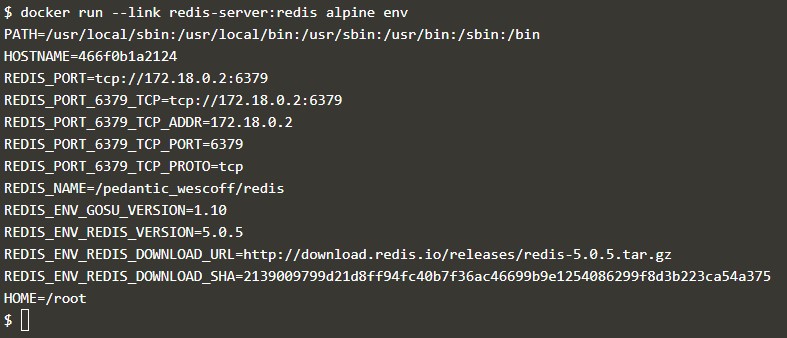 $ docker run --link redis-server:redis alpine env
PATH=/usr/local/sbin:/usr/local/bin:/usr/sbin:/usr/bin:/sbin:/bin
HOSTNAME=466f0b1a2124
REDIS_PORT=tcp://172.18.0.2:6379
REDIS_PORT_6379_TCP=tcp://172.18.0.2:6379
REDIS_PORT_6379_TCP_ADDR=172.18.0.2
REDIS_PORT_6379_TCP_PORT=6379
REDIS_PORT_6379_TCP_PROTO=tcp
REDIS_NAME=/pedantic_wescoff/redis
REDIS_ENV_GOSU_VERSION=1.10
REDIS_ENV_REDIS_VERSION=5.0.5
REDIS_ENV_REDIS_DOWNLOAD_URL=http://download.redis.io/releases/redis-5.0.5.tar.gz
REDIS_ENV_REDIS_DOWNLOAD_SHA=2139009799d21d8ff94fc40b7f36ac46699b9e1254086299f8d3b223ca54a375
HOME=/root
$